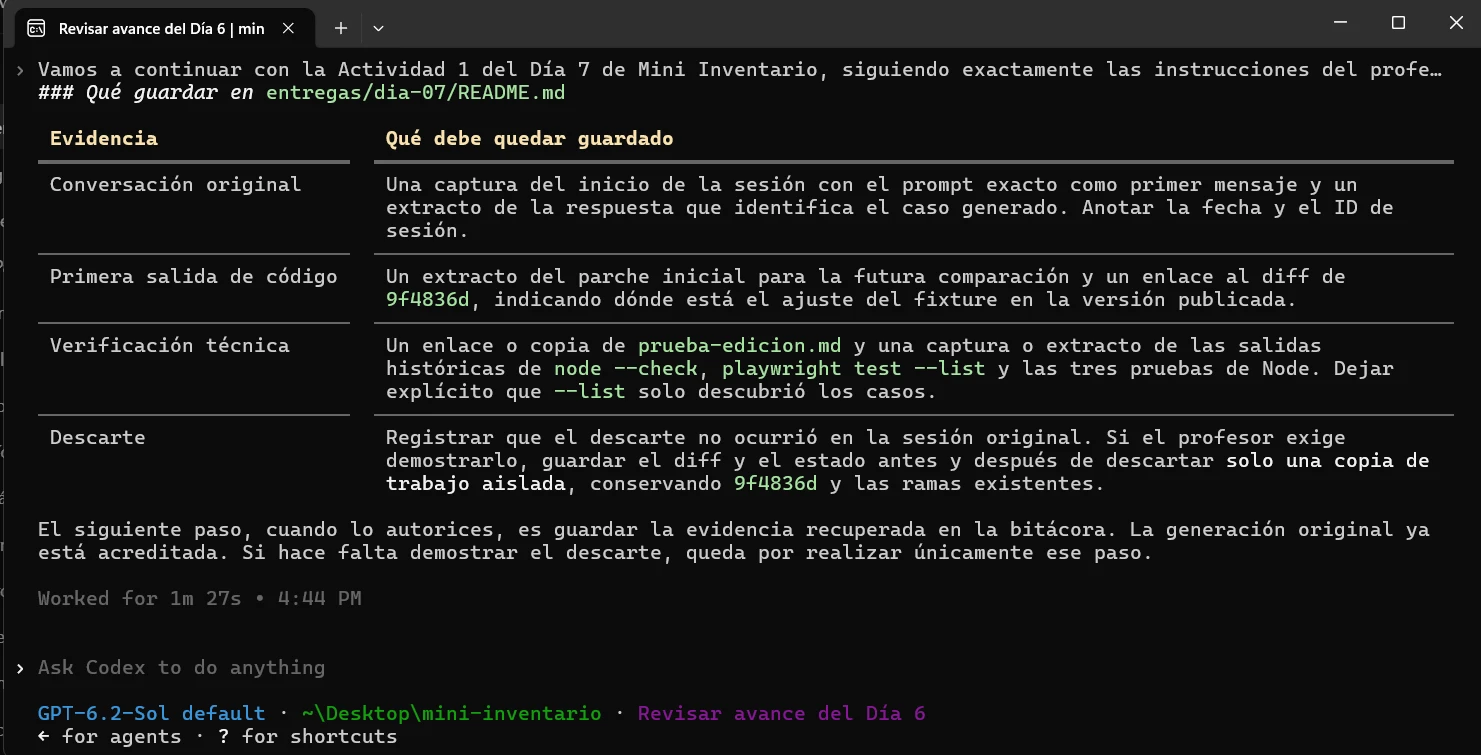 Revisar avance del Día 6 | min
› Vamos a continuar con la Actividad 1 del Día 7 de Mini Inventario, siguiendo exactamente las instrucciones del profe…
### Qué guardar en entregas/dia-07/README.md
Evidencia Qué debe quedar guardado
Conversación original Una captura del inicio de la sesión con el prompt exacto como primer mensaje y un
extracto de la respuesta que identifica el caso generado. Anotar la fecha y el ID de
sesión.
Primera salida de código Un extracto del parche inicial para la futura comparación y un enlace al diff de
9f4836d, indicando dónde está el ajuste del fixture en la versión publicada.
Verificación técnica Un enlace o copia de prueba-edicion.md y una captura o extracto de las salidas
históricas de node --check, playwright test --list y las tres pruebas de Node. Dejar
explícito que --list solo descubrió los casos.
Descarte Registrar que el descarte no ocurrió en la sesión original. Si el profesor exige
demostrarlo, guardar el diff y el estado antes y después de descartar solo una copia de
trabajo aislada, conservando 9f4836d y las ramas existentes.
El siguiente paso, cuando lo autorices, es guardar la evidencia recuperada en la bitácora. La generación original ya
está acreditada. Si hace falta demostrar el descarte, queda por realizar únicamente ese paso.
Worked for 1m 27s • 4:44 PM
› Ask Codex to do anything
GPT-6.2-Sol default · ~\Desktop\mini-inventario · Revisar avance del Día 6
← for agents · ? for shortcuts